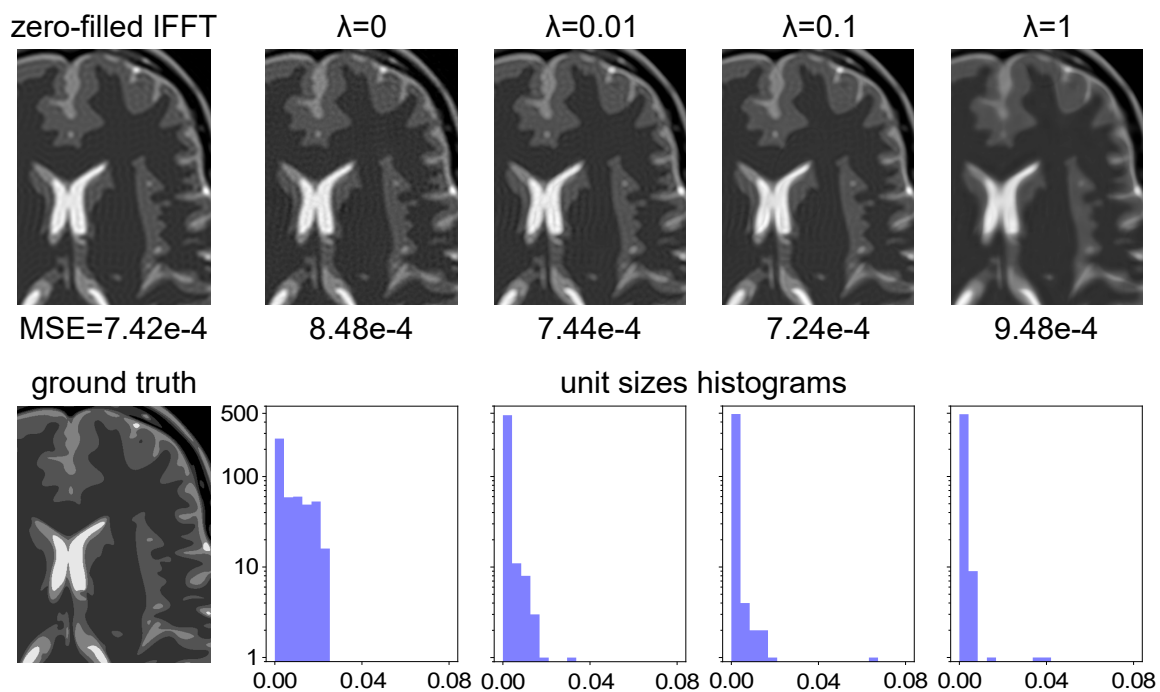 zero-filled IFFT λ=0 λ=0.01 λ=0.1 λ=1
MSE=7.42e-4 8.48e-4 7.44e-4 7.24e-4 9.48e-4
ground truth unit sizes histograms
500
100
10
1
0.00 0.04 0.08 0.00 0.04 0.08 0.00 0.04 0.08 0.00 0.04 0.08